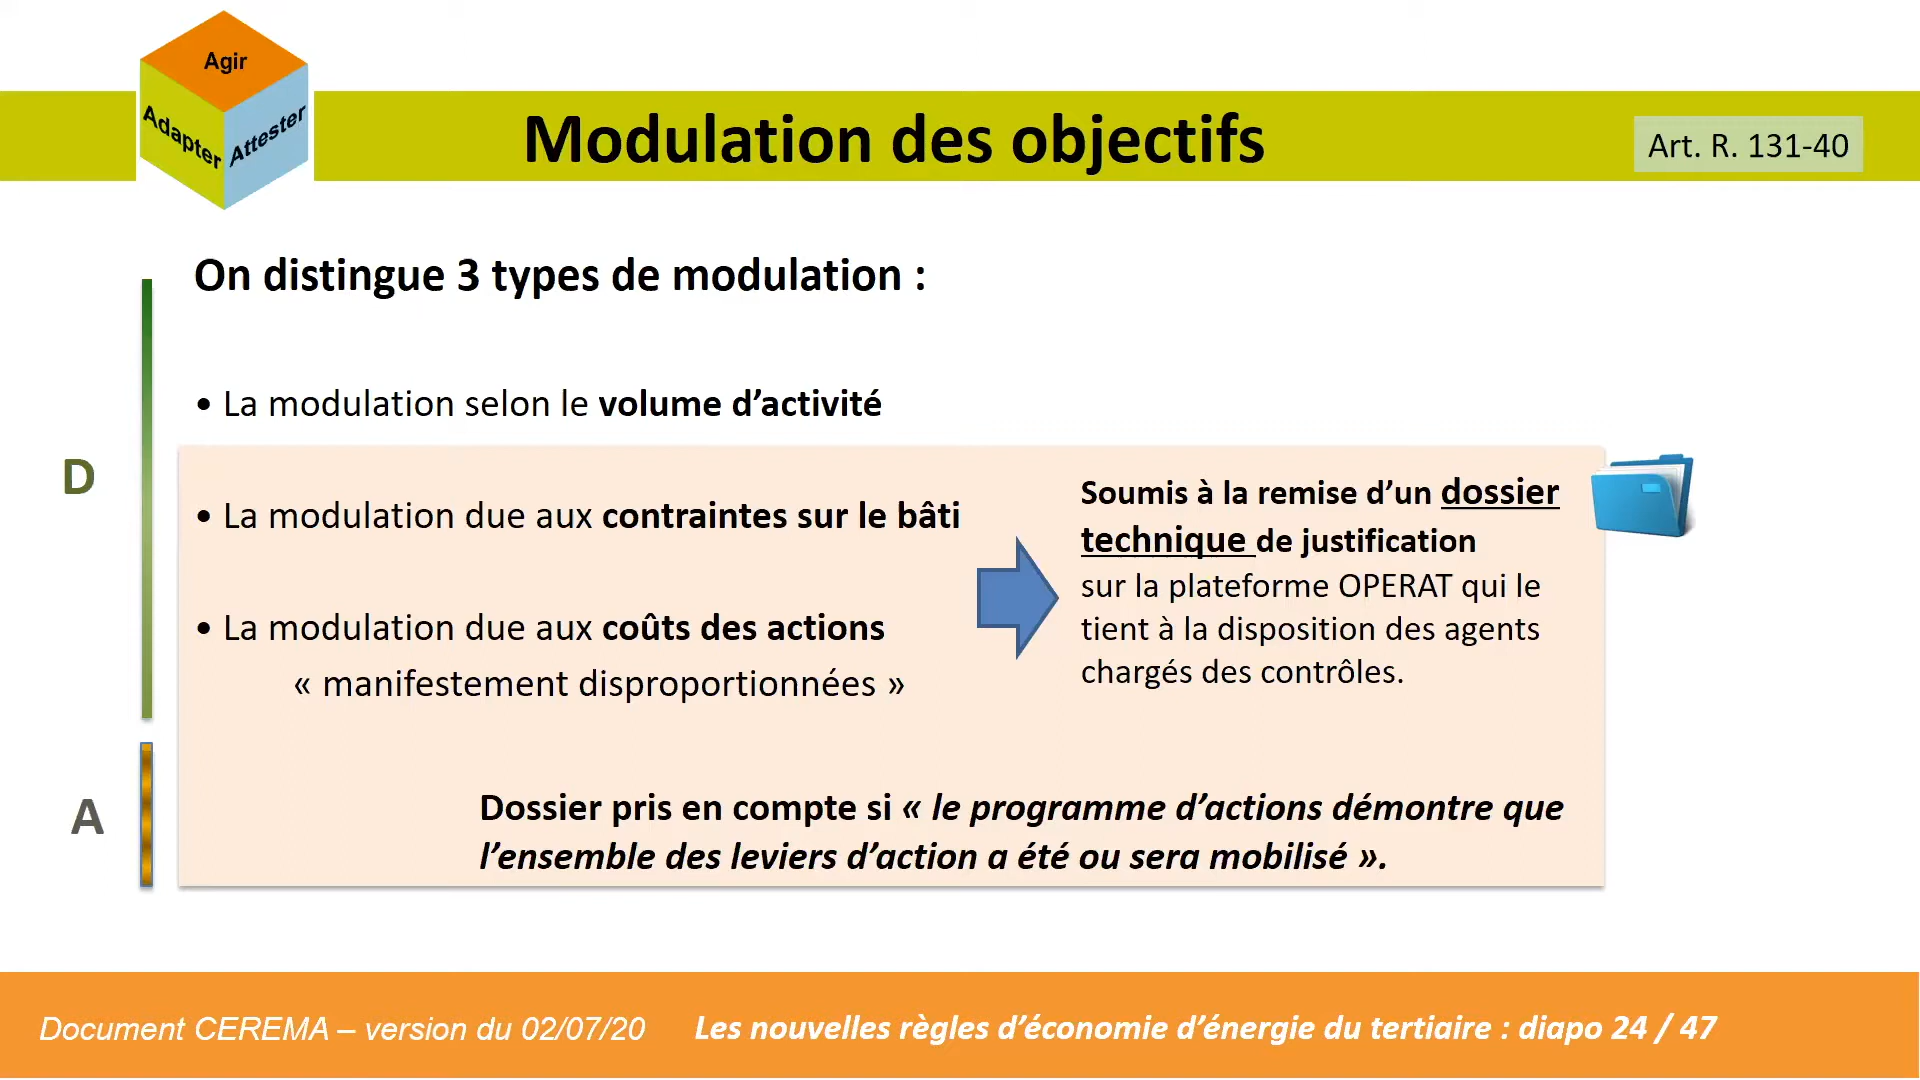 Agir
Adapter
Attester
Modulation des objectifs
Art. R. 131-40
On distingue 3 types de modulation :
• La modulation selon le volume d’activité
D
• La modulation due aux contraintes sur le bâti
• La modulation due aux coûts des actions
« manifestement disproportionnées »
Soumis à la remise d’un dossier
technique de justification
sur la plateforme OPERAT qui le
tient à la disposition des agents
chargés des contrôles.
A
Dossier pris en compte si « le programme d’actions démontre que
l’ensemble des leviers d’action a été ou sera mobilisé ».
Document CEREMA – version du 02/07/20
Les nouvelles règles d’économie d’énergie du tertiaire : diapo 24 / 47